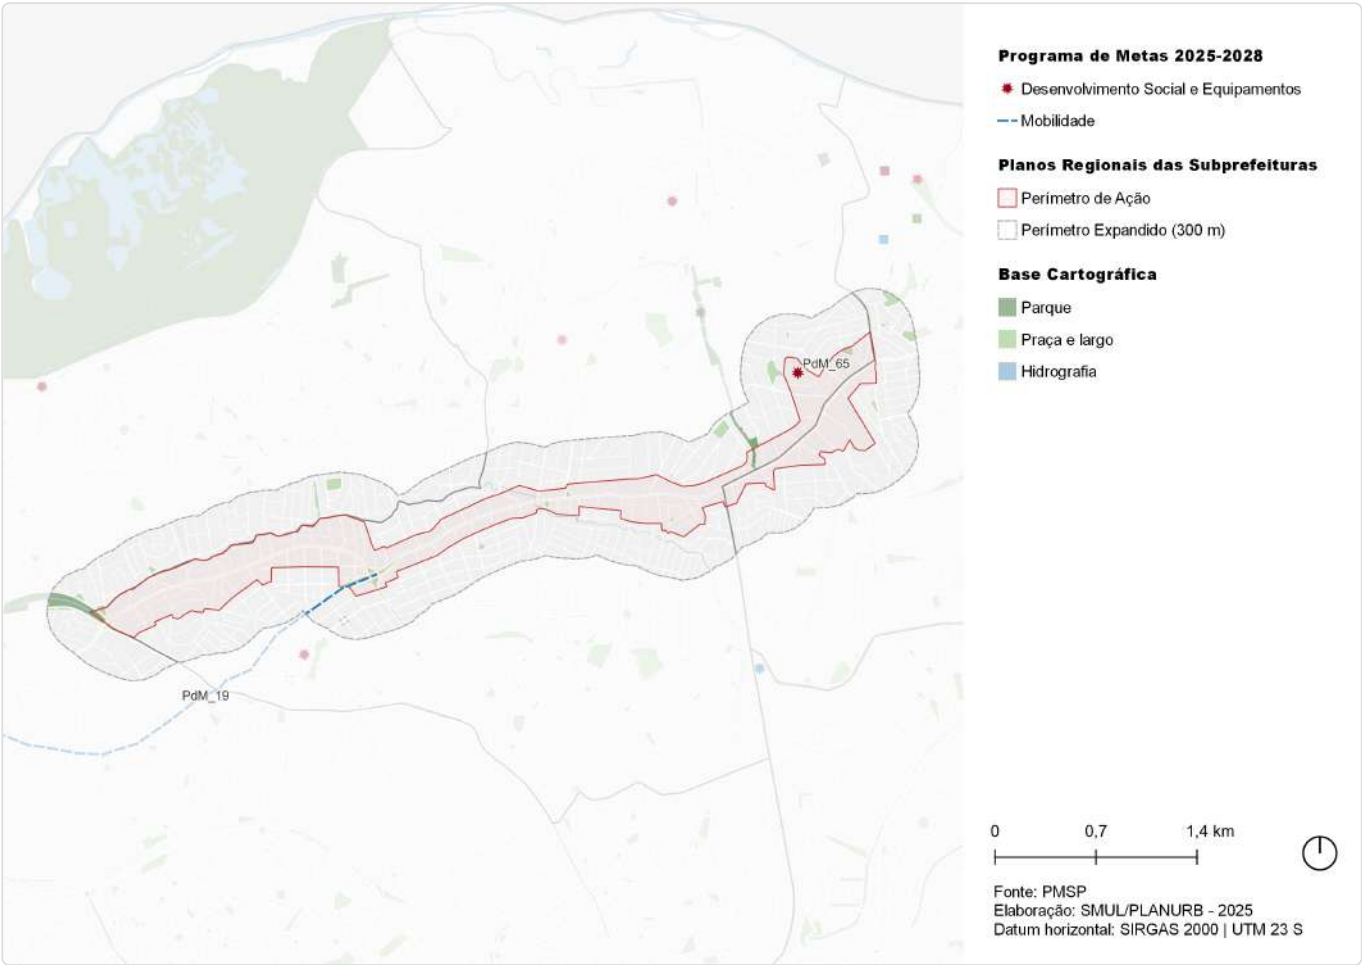 Programa de Metas 2025-2028
Desenvolvimento Social e Equipamentos
Mobilidade
Planos Regionais das Subprefeituras
Perímetro de Ação
Perímetro Expandido (300 m)
Base Cartográfica
Parque
Praça e largo
Hidrografia
PdM_65
PdM_19
0 0,7 1,4 km
Fonte: PMSP
Elaboração: SMUL/PLANURB - 2025
Datum horizontal: SIRGAS 2000 | UTM 23 S